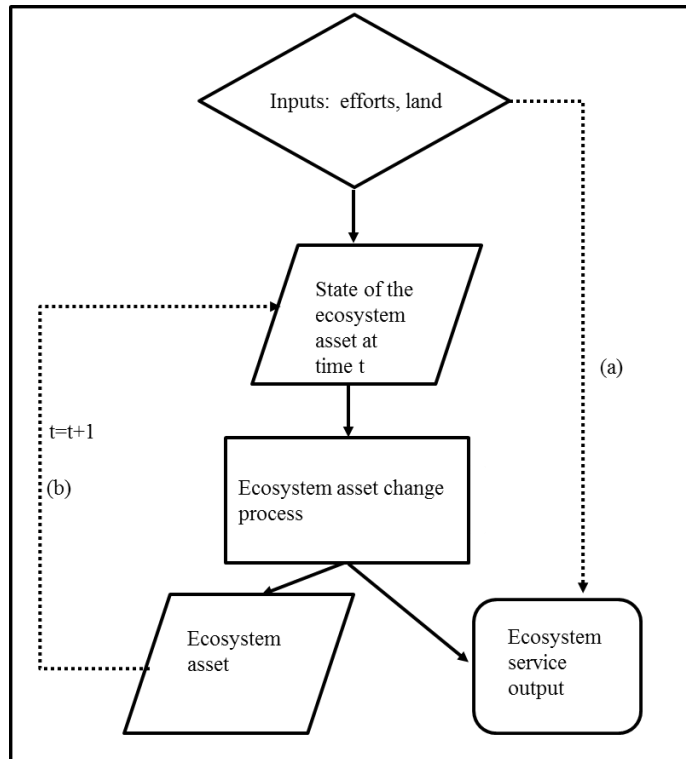 Inputs: efforts, land
State of the
ecosystem
asset at
time t
(a)
t=t+1
(b)
Ecosystem asset change
process
Ecosystem
asset
Ecosystem
service
output